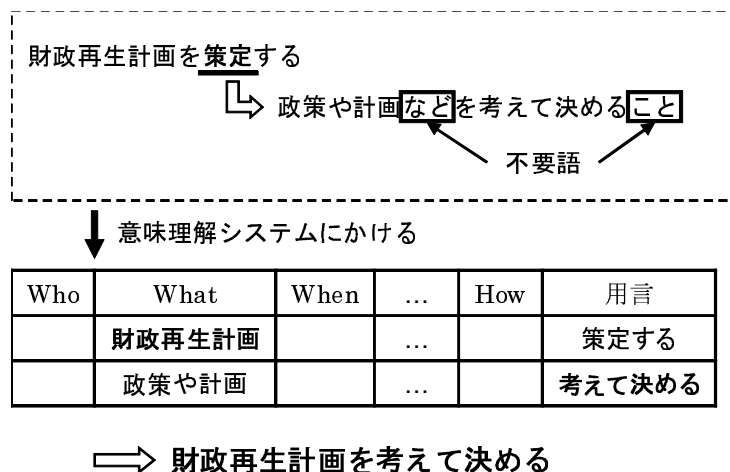 財政再生計画を策定する
政策や計画などを考えて決めること
不要語
意味理解システムにかける
Who What When … How 用言
財政再生計画 … 策定する
政策や計画 … 考えて決める
財政再生計画を考えて決める